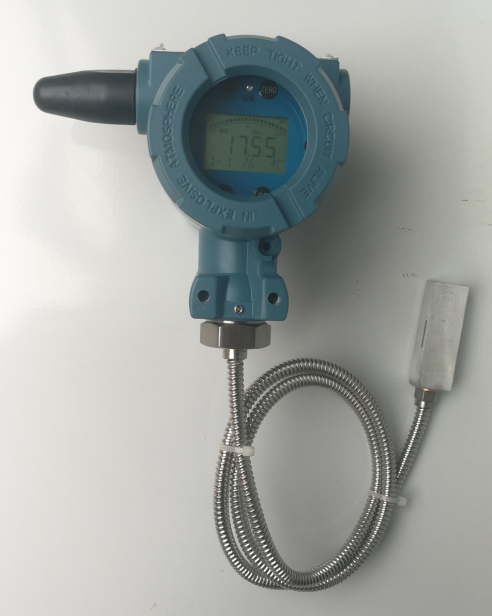 KEEP TIGHT WHEN CIRCUIT ALIVE
IN EXPLOSIVE ATMOSPHERE
ZERO
17.55